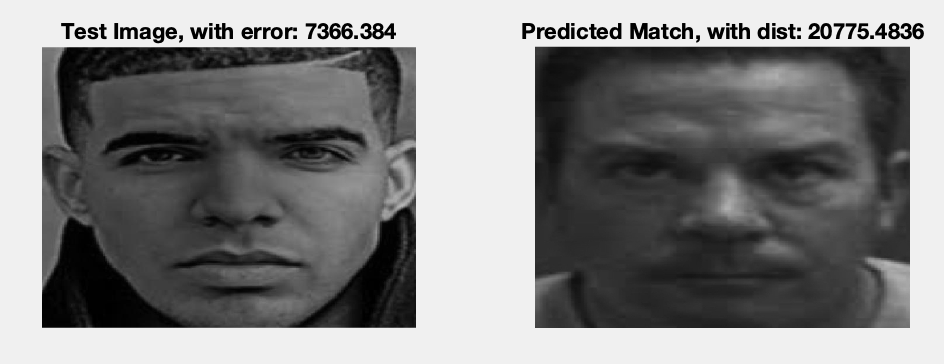 Test Image, with error: 7366.384
Predicted Match, with dist: 20775.4836